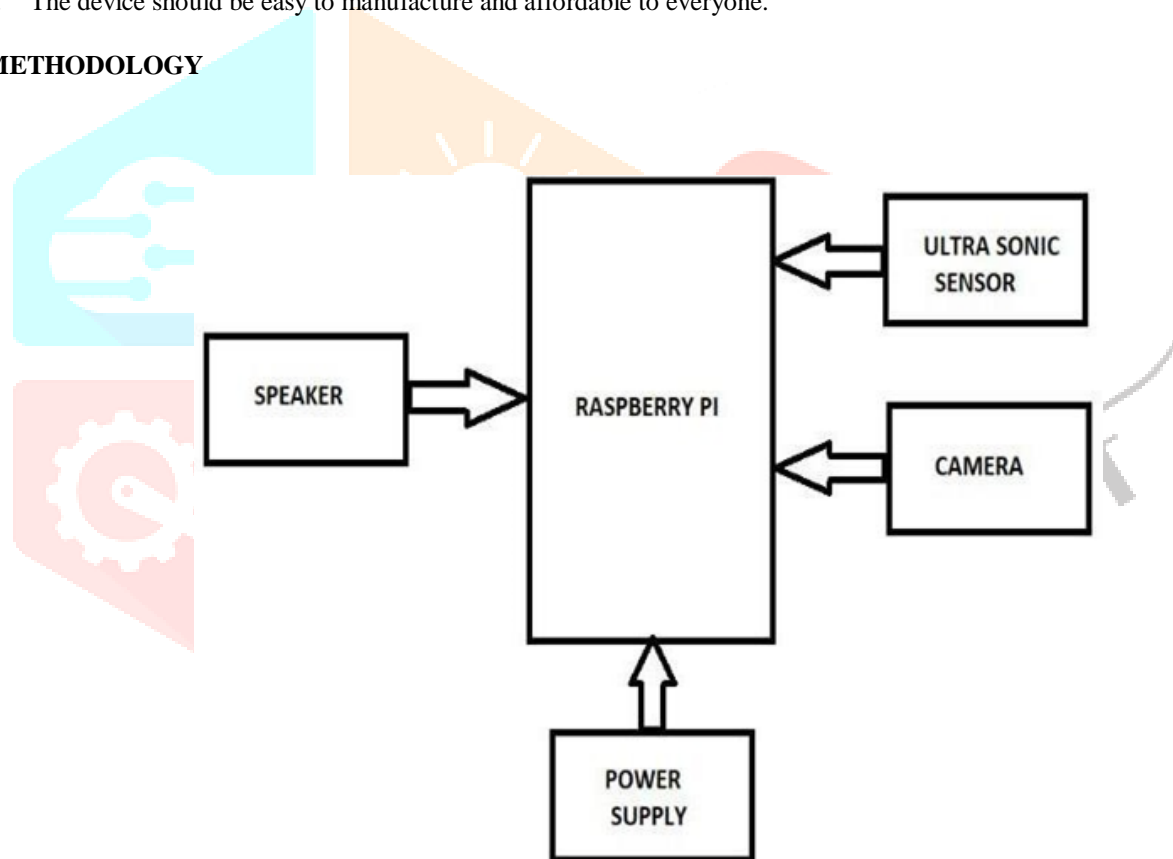 The device should be easy to manufacture and affordable to everyone.
METHODOLOGY
ULTRA SONIC
SENSOR
SPEAKER
RASPBERRY PI
CAMERA
POWER
SUPPLY